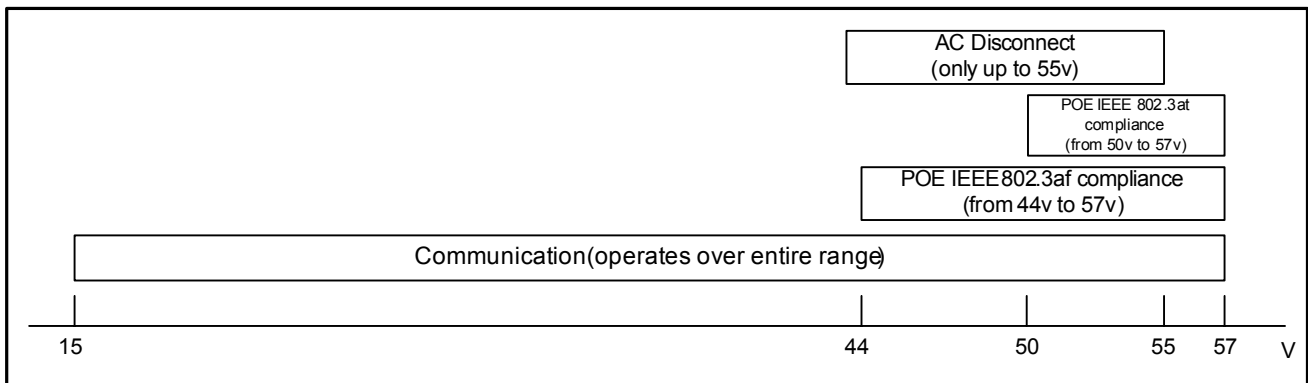 AC Disconnect
(only up to 55v)
POE IEEE 802.3at
compliance
(from 50v to 57v)
POE IEEE802.3af compliance
(from 44v to 57v)
Communication(operates over entire range)
15 44 50 55 57 V